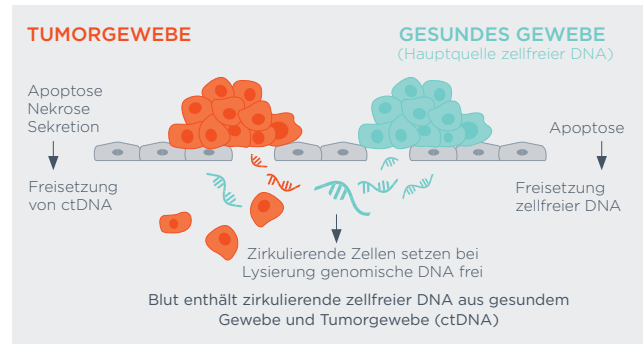 TUMORGEWEBE
GESUNDES GEWEBE
(Hauptquelle zellfreier DNA)
Apoptose
Nekrose
Sekretion
Freisetzung
von ctDNA
Apoptose
Freisetzung
zellfreier DNA
Zirkulierende Zellen setzen bei
Lysierung genomische DNA frei
Blut enthält zirkulierende zellfreier DNA aus gesundem
Gewebe und Tumorgewebe (ctDNA)